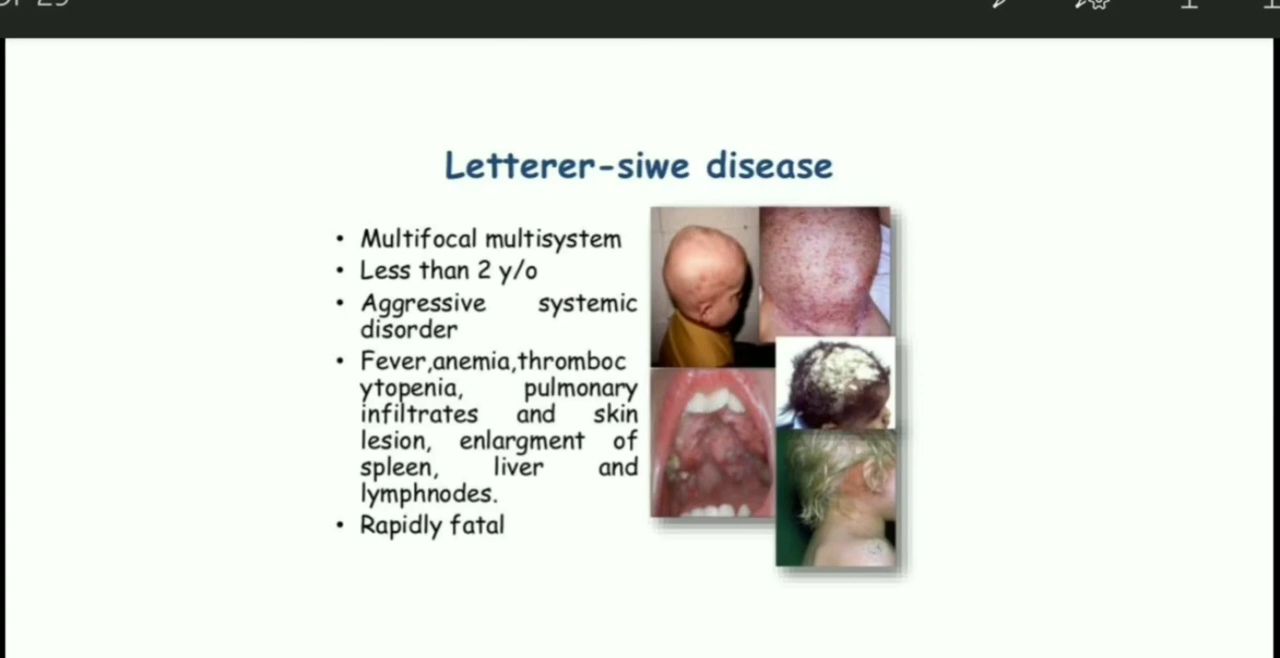 Letterer-siwe disease
• Multifocal multisystem
• Less than 2 y/o
• Aggressive systemic
disorder
• Fever,anemia,thromboc
ytopenia, pulmonary
infiltrates and skin
lesion, enlargment of
spleen, liver and
lymphnodes.
• Rapidly fatal